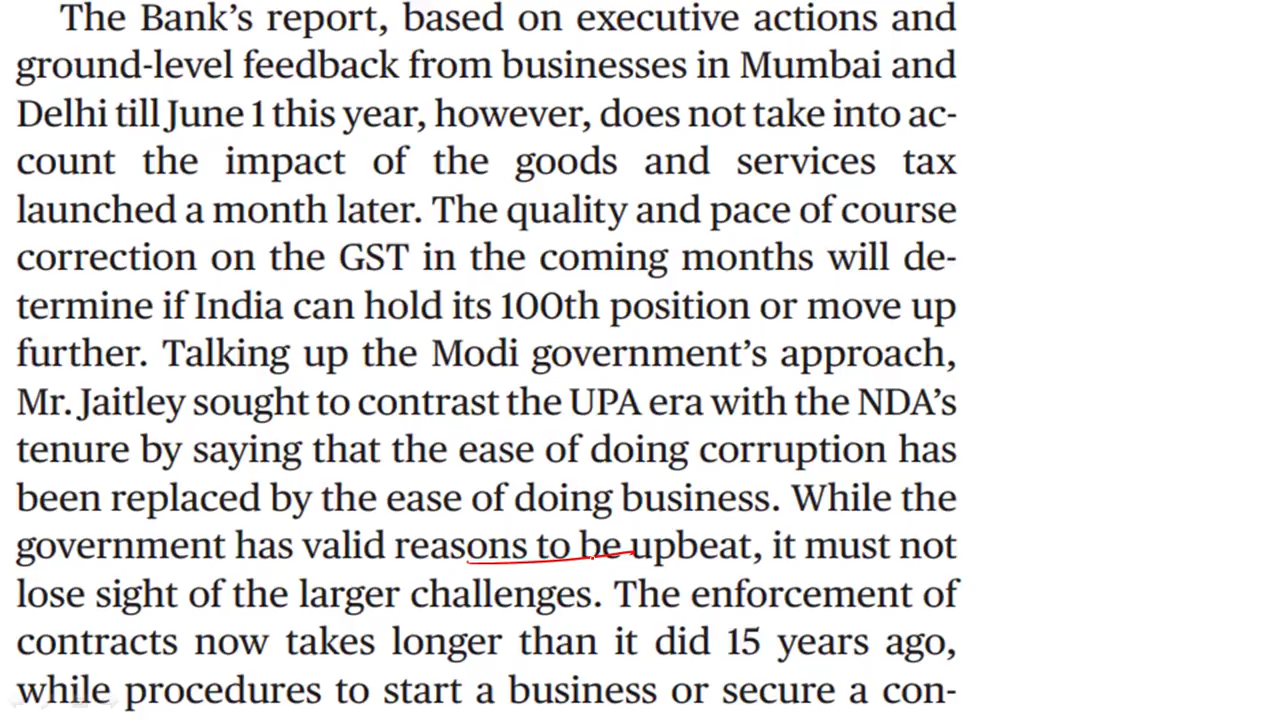 The Bank’s report, based on executive actions and
ground-level feedback from businesses in Mumbai and
Delhi till June 1 this year, however, does not take into ac-
count the impact of the goods and services tax
launched a month later. The quality and pace of course
correction on the GST in the coming months will de-
termine if India can hold its 100th position or move up
further. Talking up the Modi government’s approach,
Mr. Jaitley sought to contrast the UPA era with the NDA’s
tenure by saying that the ease of doing corruption has
been replaced by the ease of doing business. While the
government has valid reasons to be upbeat, it must not
lose sight of the larger challenges. The enforcement of
contracts now takes longer than it did 15 years ago,
while procedures to start a business or secure a con-